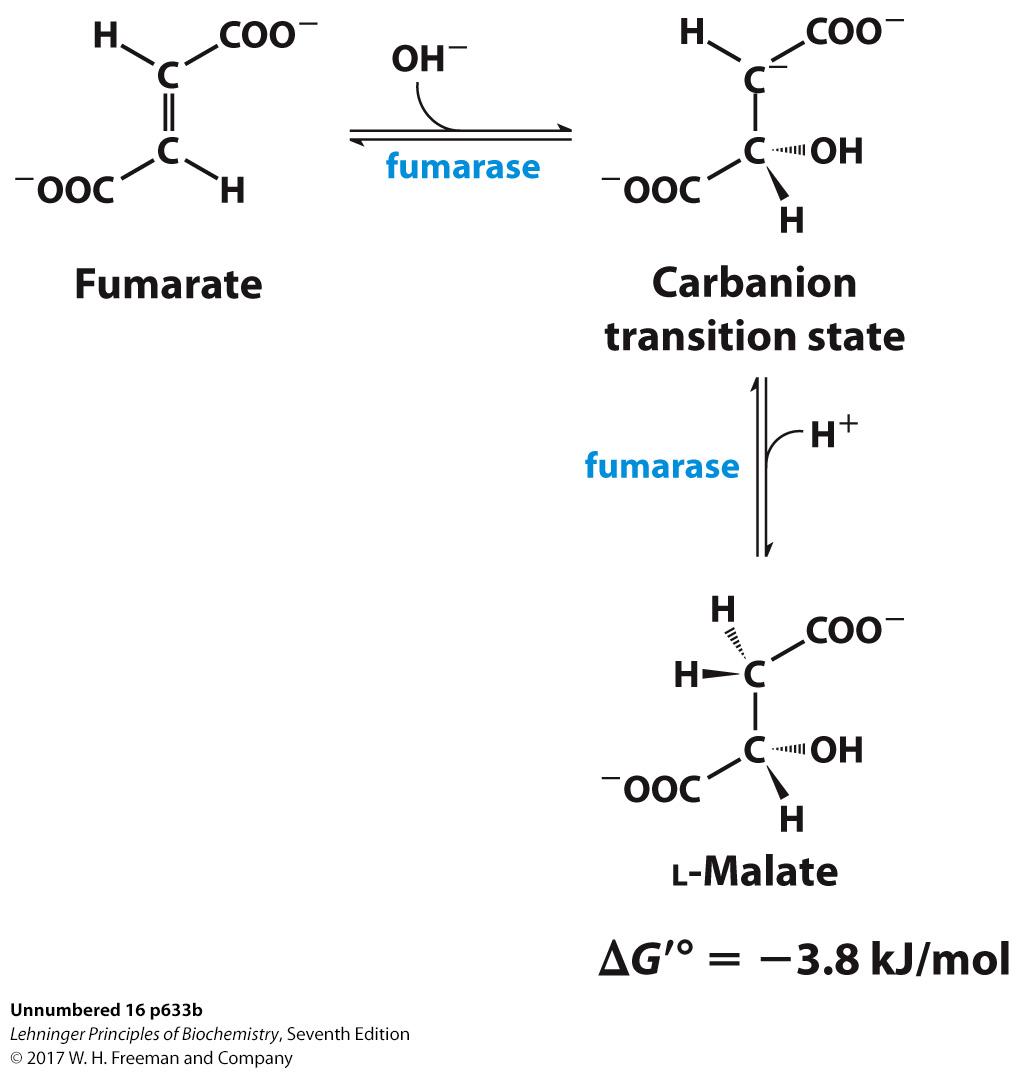 H COO⁻
C
C
⁻OOC H
Fumarate
OH⁻
fumarase
H COO⁻
C⁻
C OH
⁻OOC
H
Carbanion
transition state
fumarase
H⁺
H
COO⁻
H C
C OH
⁻OOC
H
L-Malate
ΔG′° = −3.8 kJ/mol
Unnumbered 16 p633b
Lehninger Principles of Biochemistry, Seventh Edition
© 2017 W. H. Freeman and Company